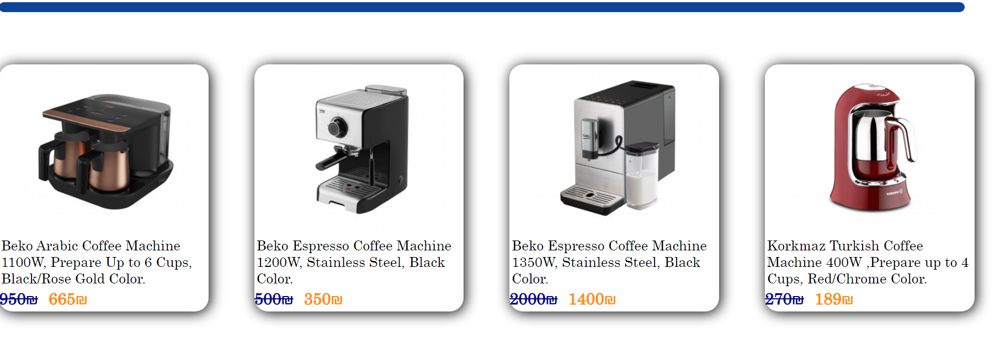 Beko Arabic Coffee Machine
1100W, Prepare Up to 6 Cups,
Black/Rose Gold Color.
950₪ 665₪
Beko Espresso Coffee Machine
1200W, Stainless Steel, Black
Color.
500₪ 350₪
Beko Espresso Coffee Machine
1350W, Stainless Steel, Black
Color.
2000₪ 1400₪
KORKMAZ
Korkmaz Turkish Coffee
Machine 400W ,Prepare up to 4
Cups, Red/Chrome Color.
270₪ 189₪